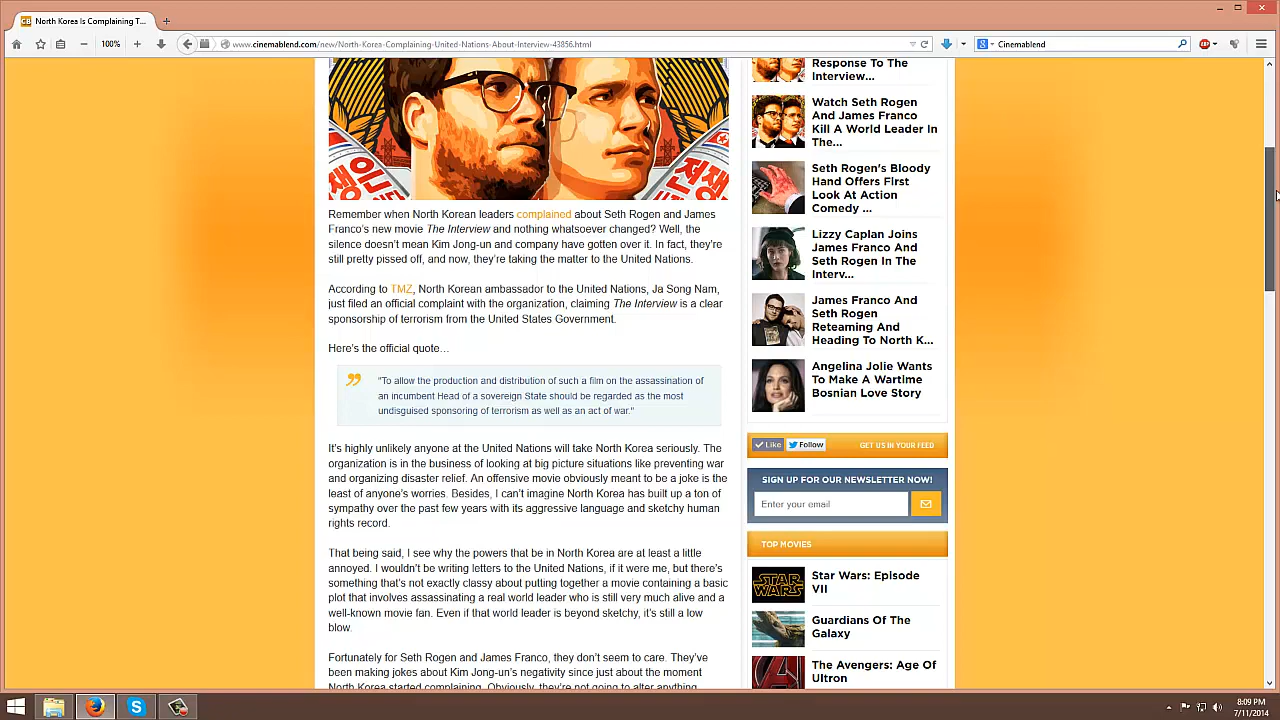 North Korea Is Complaining T...
100%
www.cinemablend.com/new/North-Korea-Complaining-United-Nations-About-Interview-43856.html
Cinemablend
Remember when North Korean leaders complained about Seth Rogen and James
Franco's new movie The Interview and nothing whatsoever changed? Well, the
silence doesn't mean Kim Jong-un and company have gotten over it. In fact, they're
still pretty pissed off, and now, they're taking the matter to the United Nations.
According to TMZ, North Korean ambassador to the United Nations, Ja Song Nam,
just filed an official complaint with the organization, claiming The Interview is a clear
sponsorship of terrorism from the United States Government.
Here's the official quote…
"To allow the production and distribution of such a film on the assassination of
an incumbent Head of a sovereign State should be regarded as the most
undisguised sponsoring of terrorism as well as an act of war."
It's highly unlikely anyone at the United Nations will take North Korea seriously. The
organization is in the business of looking at big picture situations like preventing war
and organizing disaster relief. An offensive movie obviously meant to be a joke is the
least of anyone's worries. Besides, I can't imagine North Korea has built up a ton of
sympathy over the past few years with its aggressive language and sketchy human
rights record.
That being said, I see why the powers that be in North Korea are at least a little
annoyed. I wouldn't be writing letters to the United Nations, if it were me, but there's
something that's not exactly classy about putting together a movie containing a basic
plot that involves assassinating a real world leader who is still very much alive and a
well-known movie fan. Even if that world leader is beyond sketchy, it's still a low
blow.
Fortunately for Seth Rogen and James Franco, they don't seem to care. They've
been making jokes about Kim Jong-un's negativity since just about the moment
North Korea started complaining. Obviously, they're not going to alter anything
Response To The
Interview...
Watch Seth Rogen
And James Franco
Kill A World Leader In
The...
Seth Rogen's Bloody
Hand Offers First
Look At Action
Comedy ...
Lizzy Caplan Joins
James Franco And
Seth Rogen In The
Interv...
James Franco And
Seth Rogen
Reteaming And
Heading To North K...
Angelina Jolie Wants
To Make A Wartime
Bosnian Love Story
Like
Follow
GET US IN YOUR FEED
SIGN UP FOR OUR NEWSLETTER NOW!
Enter your email
TOP MOVIES
STAR WARS
Star Wars: Episode
VII
Guardians Of The
Galaxy
The Avengers: Age Of
Ultron
8:09 PM
7/11/2014